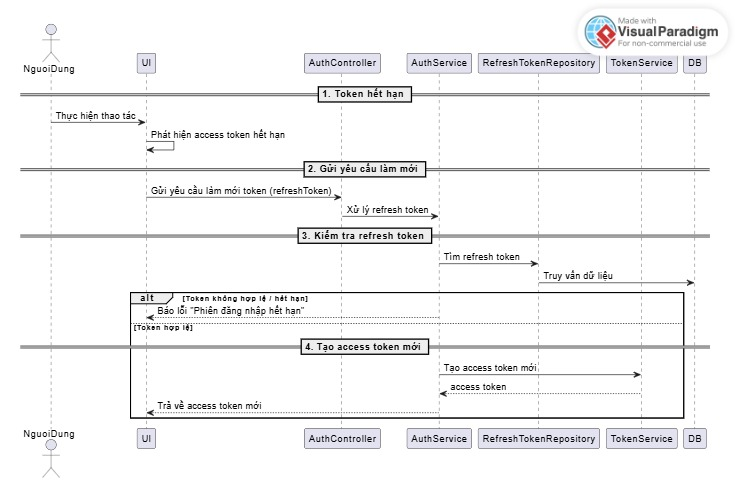 Made with
VisualParadigm
For non-commercial use
NguoiDung
UI
AuthController
AuthService
RefreshTokenRepository
TokenService
DB
1. Token hết hạn
Thực hiện thao tác
Phát hiện access token hết hạn
2. Gửi yêu cầu làm mới
Gửi yêu cầu làm mới token (refreshToken)
Xử lý refresh token
3. Kiểm tra refresh token
Tìm refresh token
Truy vấn dữ liệu
alt [Token không hợp lệ / hết hạn]
Báo lỗi "Phiên đăng nhập hết hạn"
[Token hợp lệ]
4. Tạo access token mới
Tạo access token mới
access token
Trả về access token mới
NguoiDung
UI
AuthController
AuthService
RefreshTokenRepository
TokenService
DB